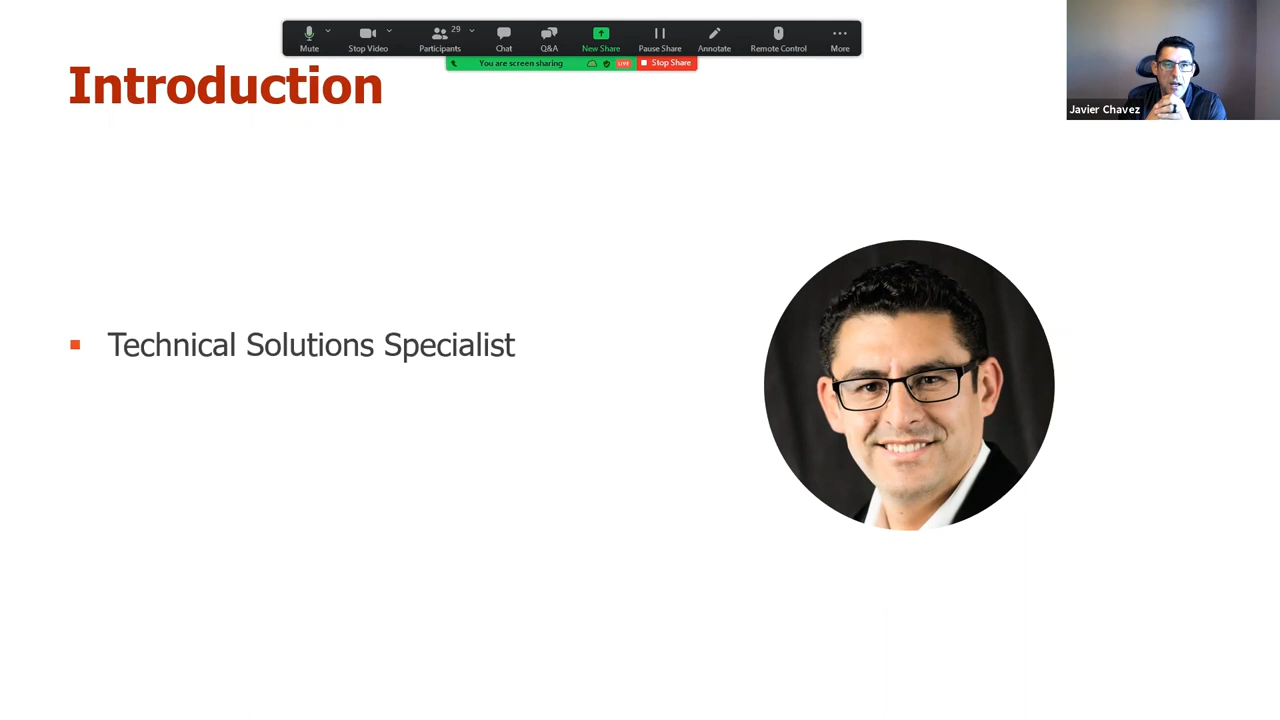 29
Mute
Stop Video
Participants
Chat
Q&A
New Share
Pause Share
Annotate
Remote Control
More
You are screen sharing
LIVE
Stop Share
Introduction
Javier Chavez
Technical Solutions Specialist